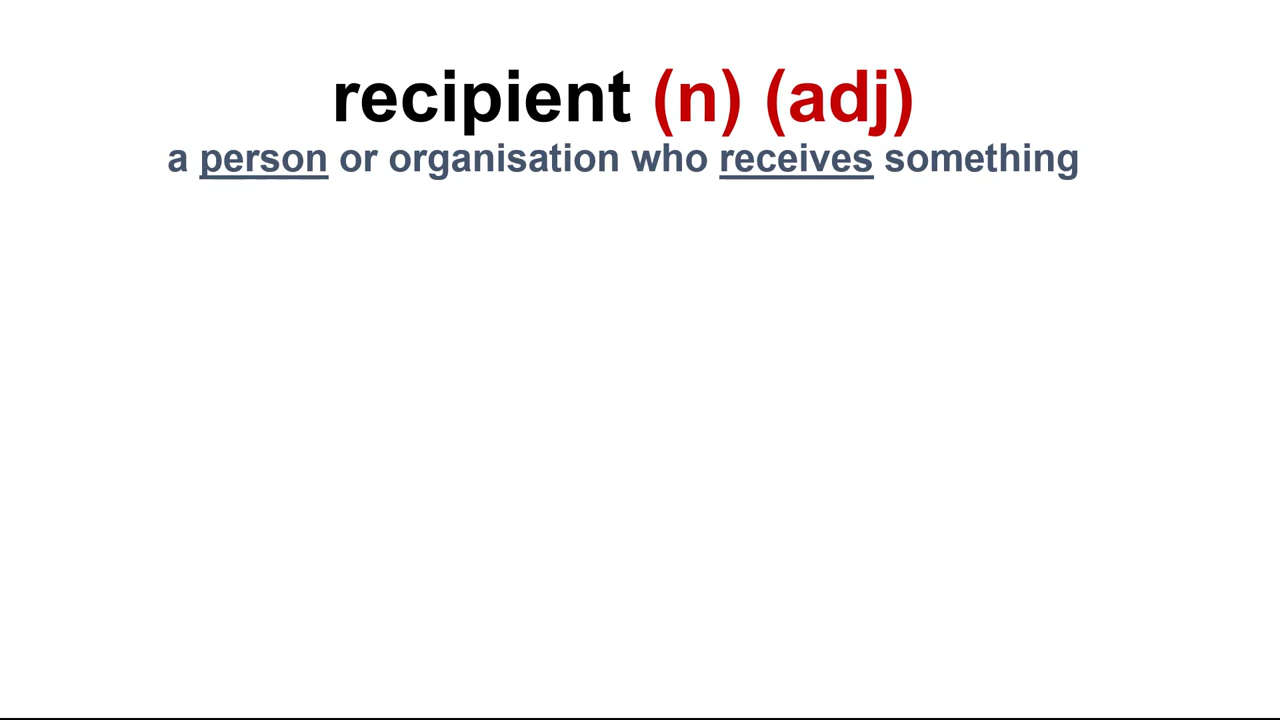 recipient (n) (adj)
a person or organisation who receives something